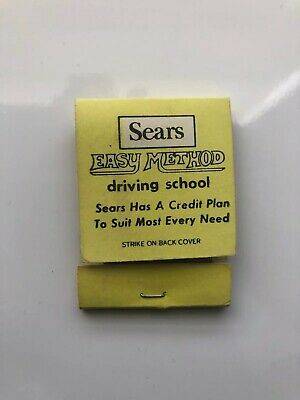 Sears
EASY METHOD
driving school
Sears Has A Credit Plan
To Suit Most Every Need
STRIKE ON BACK COVER